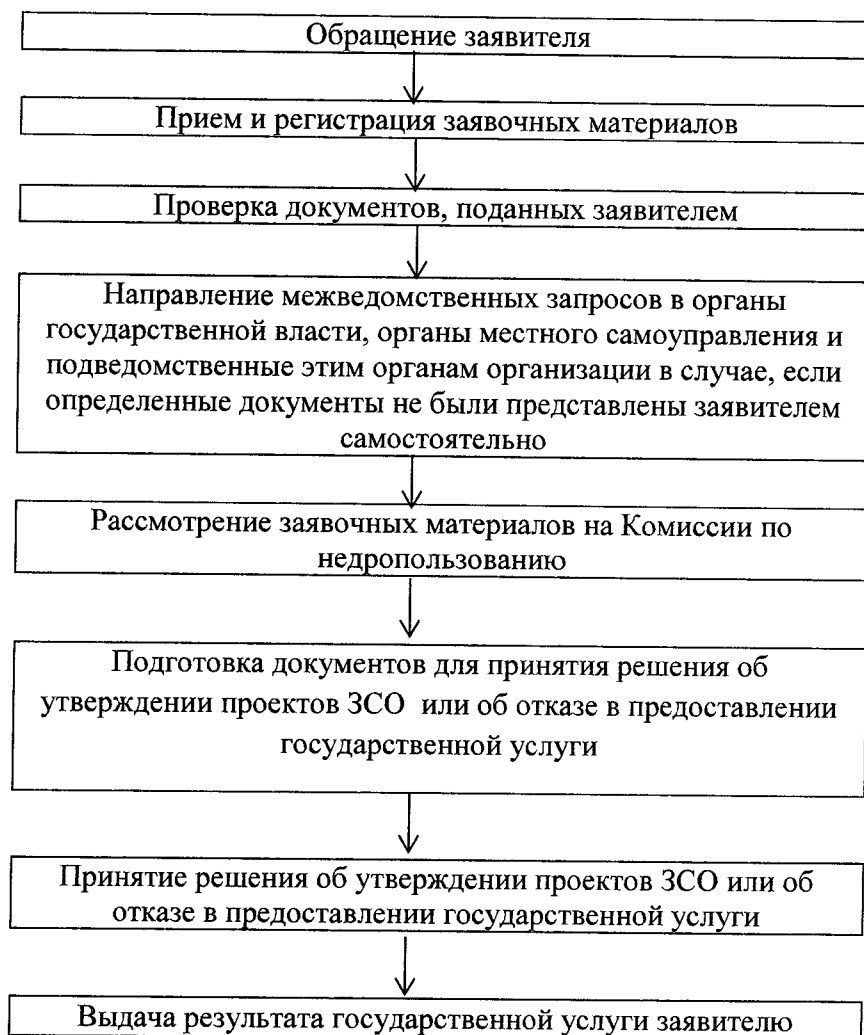 Обращение заявителя
Прием и регистрация заявочных материалов
Проверка документов, поданных заявителем
Направление межведомственных запросов в органы
государственной власти, органы местного самоуправления и
подведомственные этим органам организации в случае, если
определенные документы не были представлены заявителем
самостоятельно
Рассмотрение заявочных материалов на Комиссии по
недропользованию
Подготовка документов для принятия решения об
утверждении проектов ЗСО или об отказе в предоставлении
государственной услуги
Принятие решения об утверждении проектов ЗСО или об
отказе в предоставлении государственной услуги
Выдача результата государственной услуги заявителю